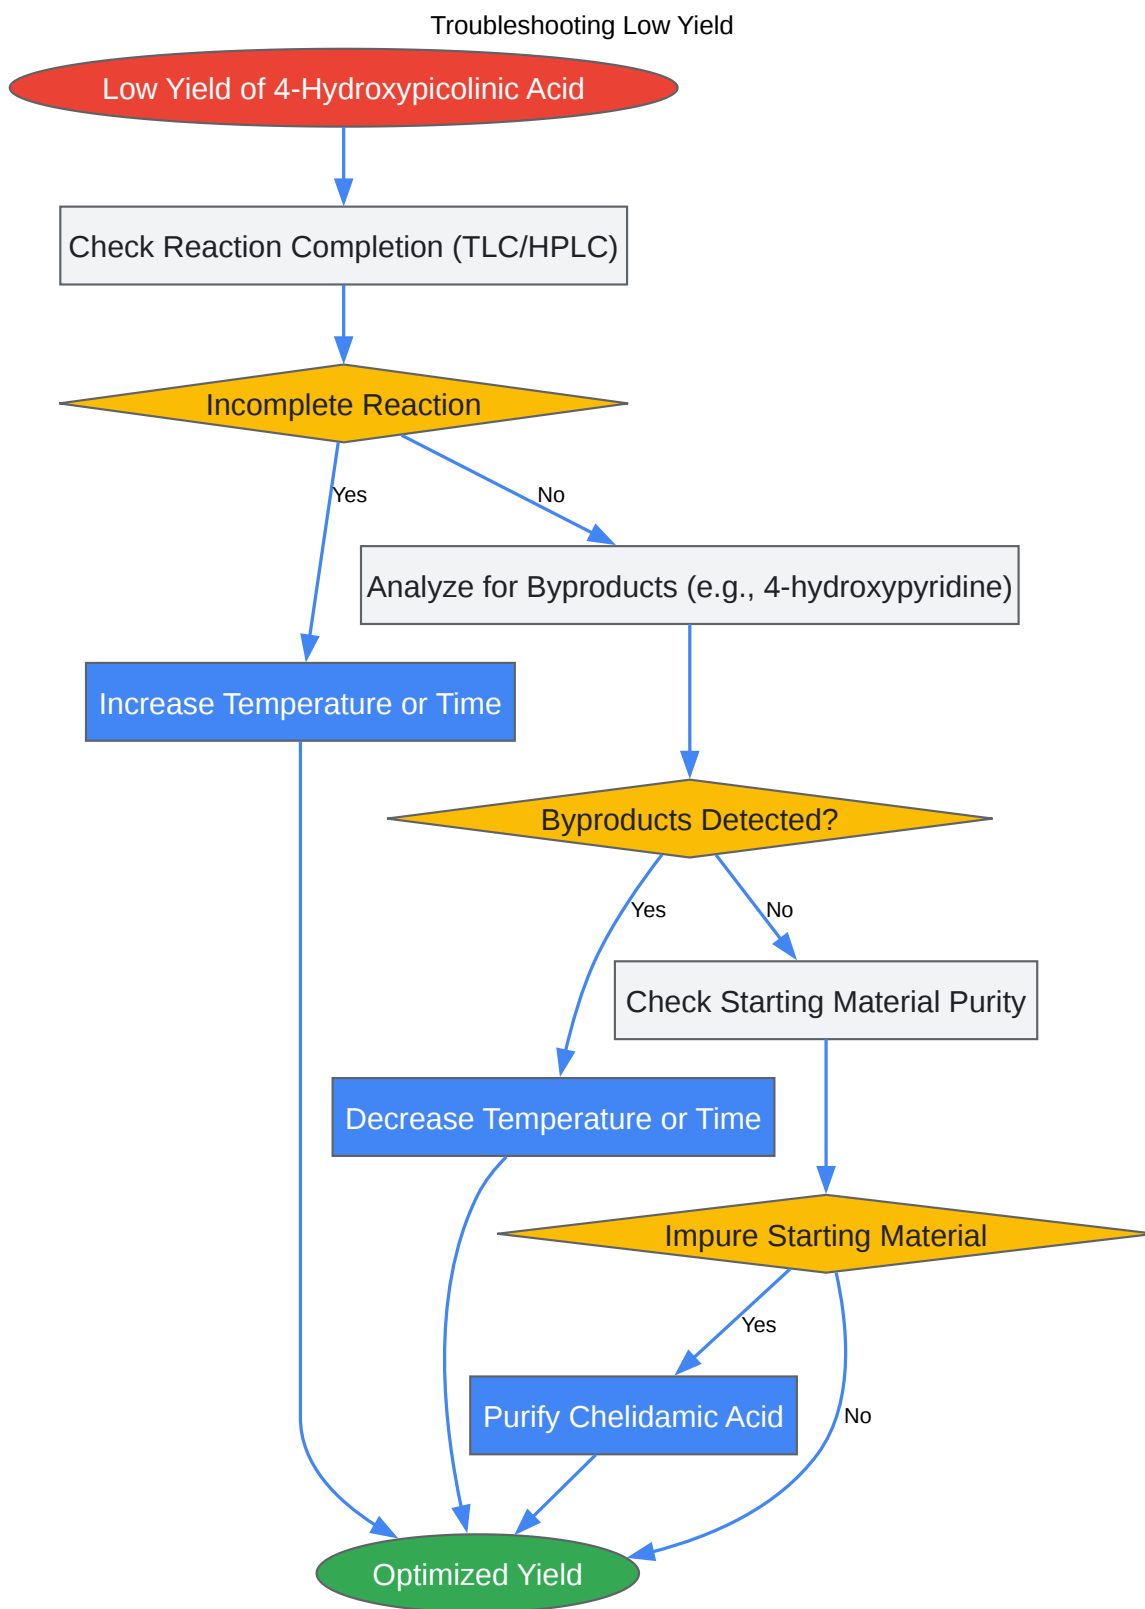 Troubleshooting Low Yield
Low Yield of 4-Hydroxypicolinic Acid
Check Reaction Completion (TLC/HPLC)
Incomplete Reaction
Yes
No
Analyze for Byproducts (e.g., 4-hydroxypyridine)
Increase Temperature or Time
Byproducts Detected?
Yes
No
Check Starting Material Purity
Decrease Temperature or Time
Impure Starting Material
Yes
No
Purify Chelidamic Acid
Optimized Yield